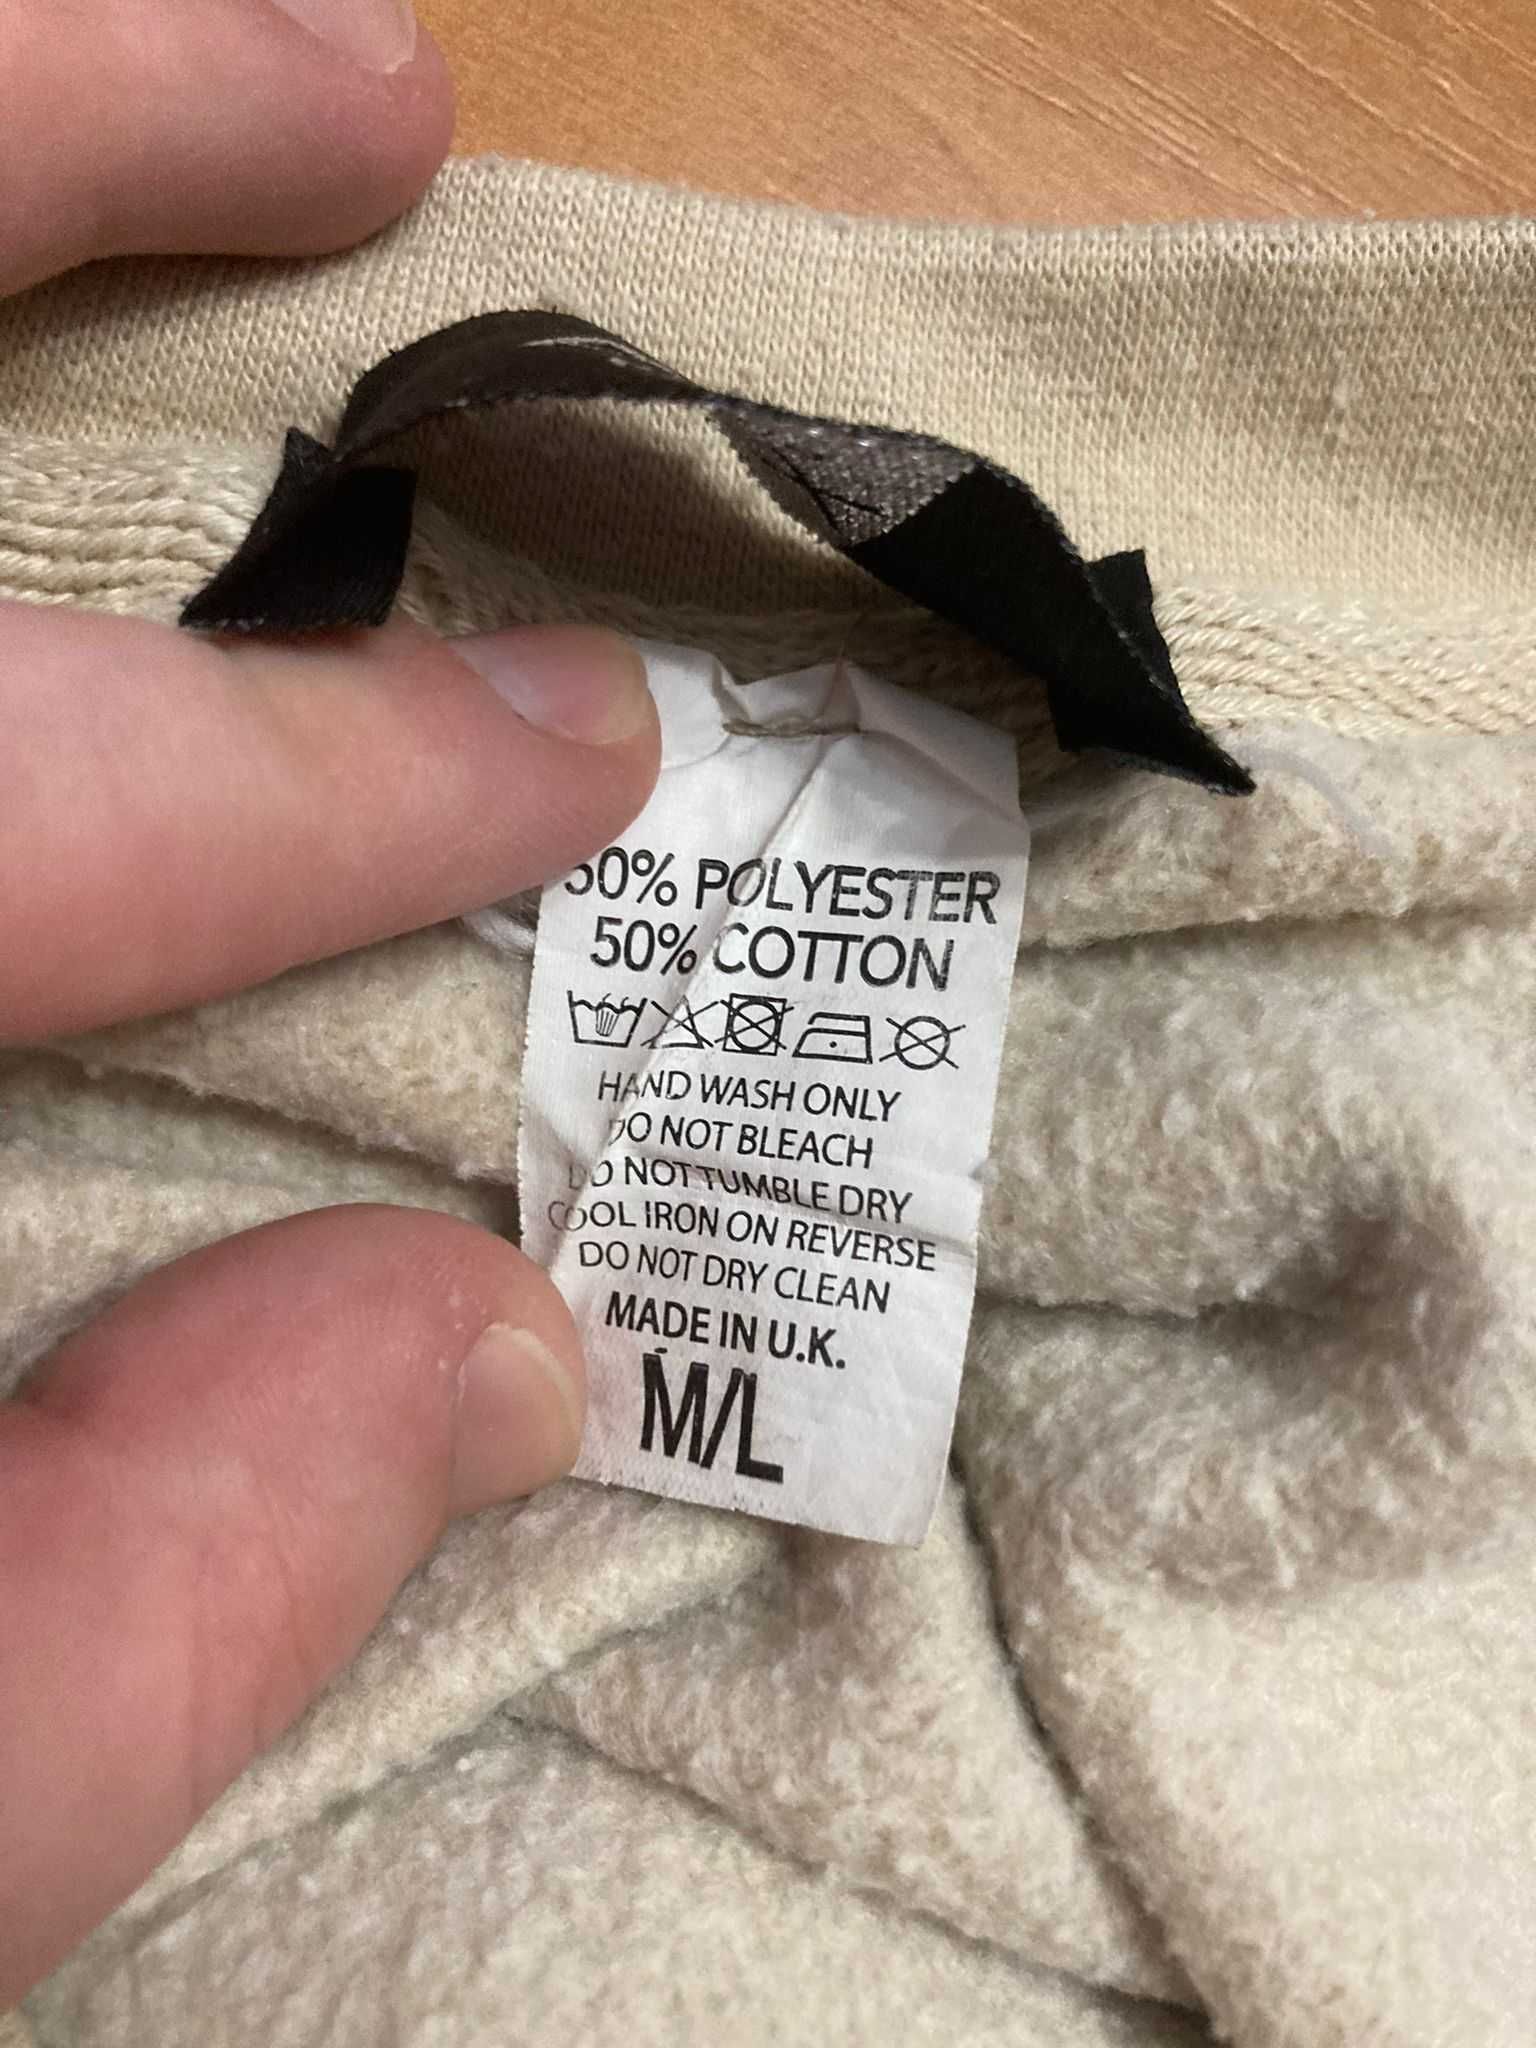 50% POLYESTER
50% COTTON
HAND WASH ONLY
DO NOT BLEACH
DO NOT TUMBLE DRY
COOL IRON ON REVERSE
DO NOT DRY CLEAN
MADE IN U.K.
M/L